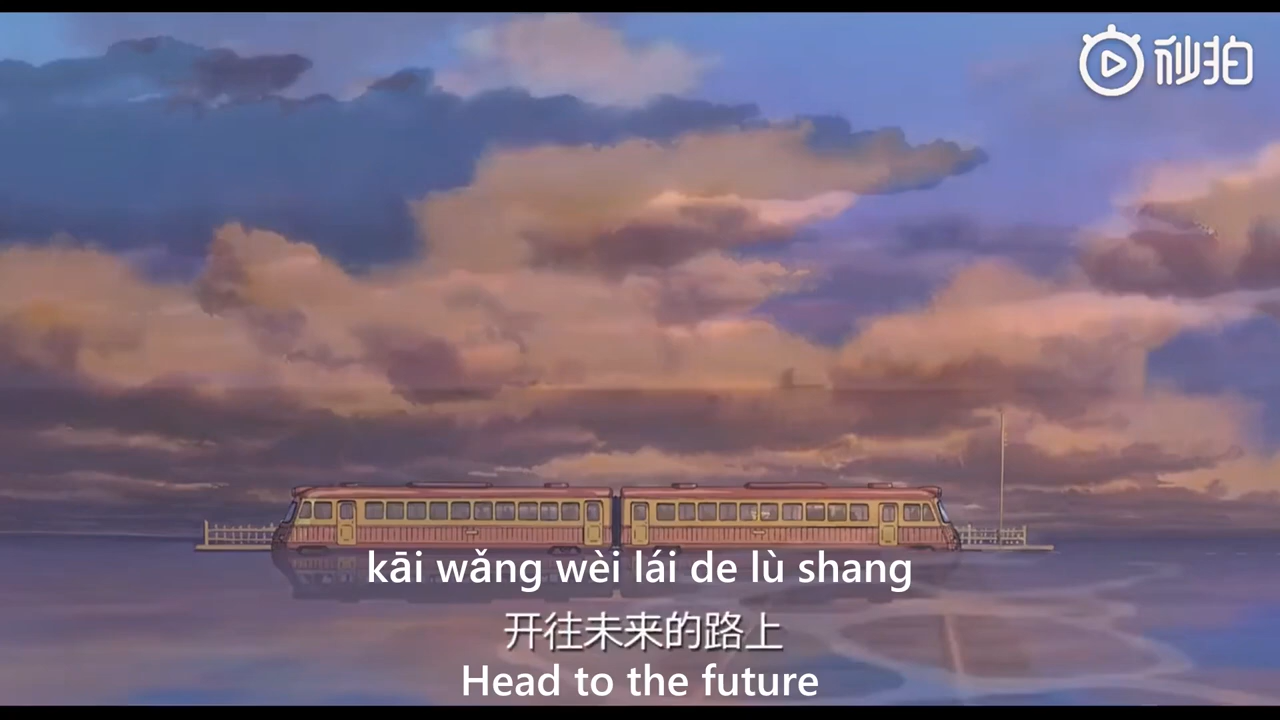 秒拍
kāi wǎng wèi lái de lù shang
开往未来的路上
Head to the future